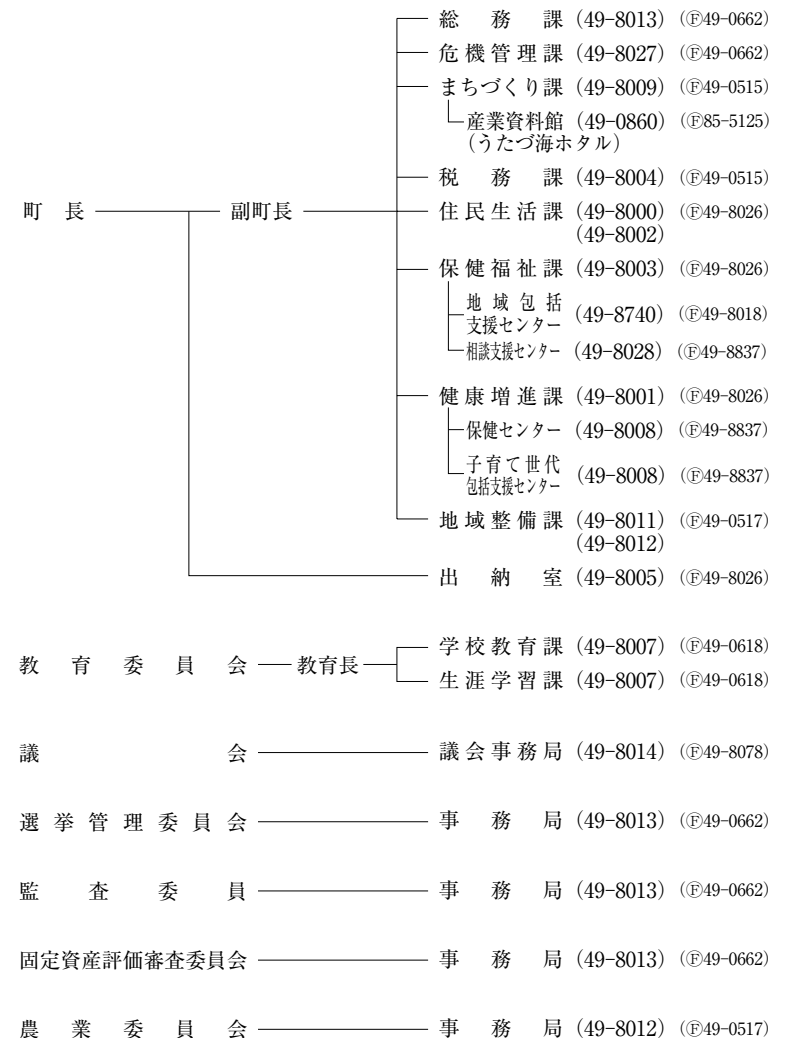 総務課 (49-8013) (Ⓕ49-0662)
危機管理課 (49-8027) (Ⓕ49-0662)
まちづくり課 (49-8009) (Ⓕ49-0515)
産業資料館 (49-0860) (Ⓕ85-5125)
(うたづ海ホタル)
税務課 (49-8004) (Ⓕ49-0515)
町長 副町長 住民生活課 (49-8000) (Ⓕ49-8026)
(49-8002)
保健福祉課 (49-8003) (Ⓕ49-8026)
地域包括
支援センター (49-8740) (Ⓕ49-8018)
相談支援センター (49-8028) (Ⓕ49-8837)
健康増進課 (49-8001) (Ⓕ49-8026)
保健センター (49-8008) (Ⓕ49-8837)
子育て世代
包括支援センター (49-8008) (Ⓕ49-8837)
地域整備課 (49-8011) (Ⓕ49-0517)
(49-8012)
出納室 (49-8005) (Ⓕ49-8026)
教育委員会 教育長 学校教育課 (49-8007) (Ⓕ49-0618)
生涯学習課 (49-8007) (Ⓕ49-0618)
議会 議会事務局 (49-8014) (Ⓕ49-8078)
選挙管理委員会 事務局 (49-8013) (Ⓕ49-0662)
監査委員 事務局 (49-8013) (Ⓕ49-0662)
固定資産評価審査委員会 事務局 (49-8013) (Ⓕ49-0662)
農業委員会 事務局 (49-8012) (Ⓕ49-0517)